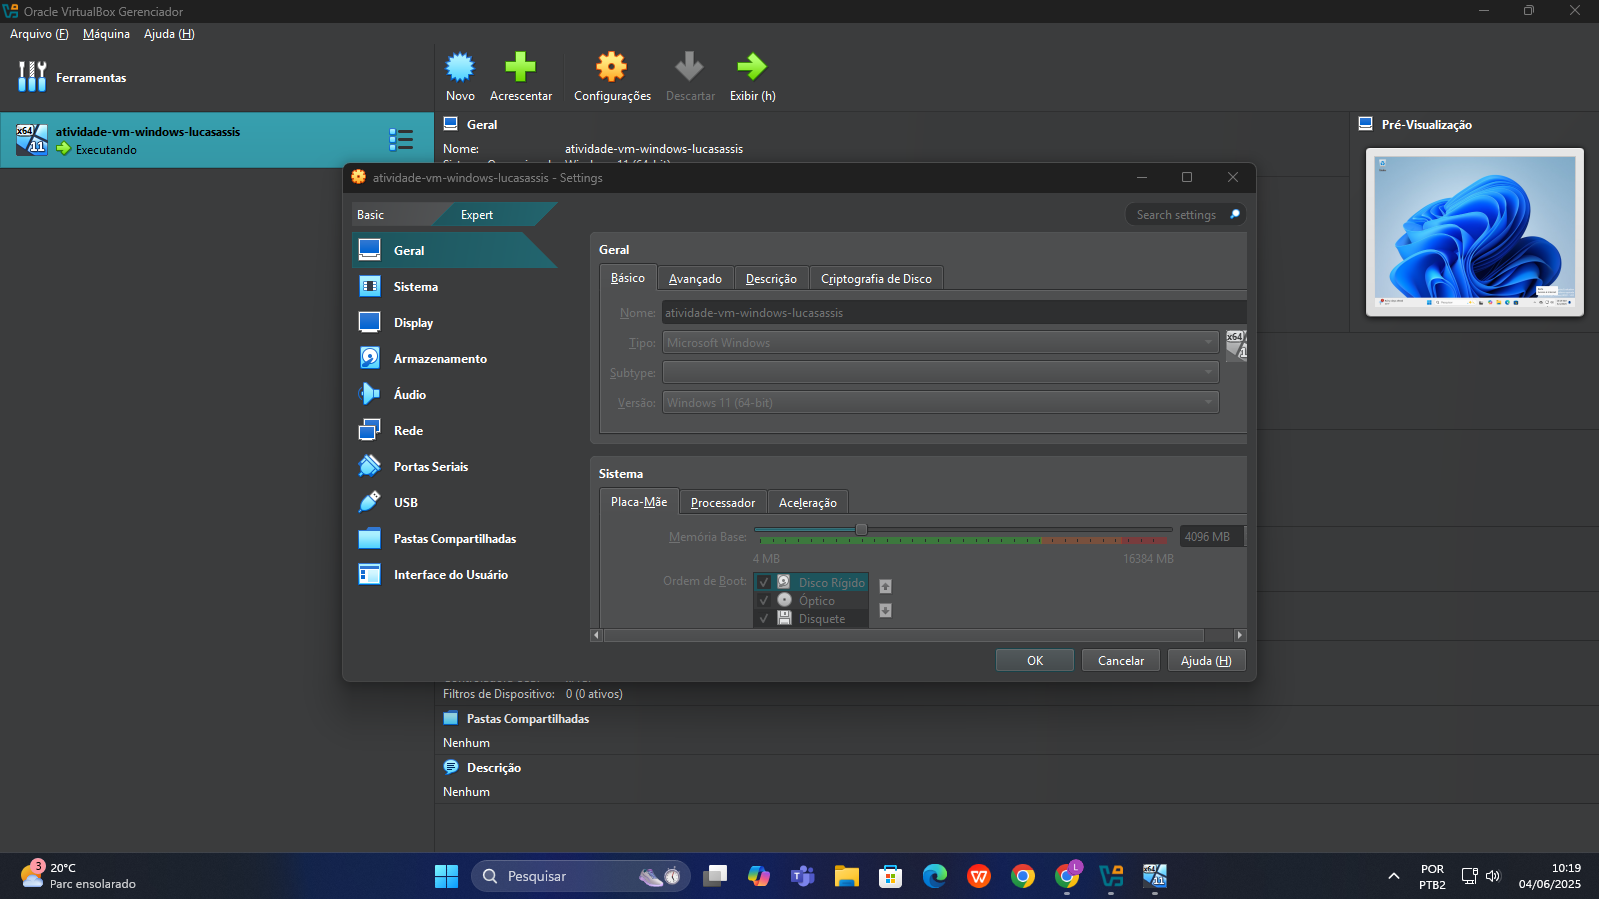 Oracle VirtualBox Gerenciador
Arquivo (F) Máquina Ajuda (H)
Ferramentas
Novo Acrescentar Configurações Descartar Exibir (h)
x64
11
atividade-vm-windows-lucasassis
Executando
Geral
Nome: atividade-vm-windows-lucasassis
Pré-Visualização
atividade-vm-windows-lucasassis - Settings
Basic Expert
Search settings
Geral
Sistema
Display
Armazenamento
Áudio
Rede
Portas Seriais
USB
Pastas Compartilhadas
Interface do Usuário
Geral
Básico Avançado Descrição Criptografia de Disco
Nome: atividade-vm-windows-lucasassis
Tipo: Microsoft Windows
x64
Subtype:
Versão: Windows 11 (64-bit)
Sistema
Placa-Mãe Processador Aceleração
Memória Base: 4096 MB
4 MB 16384 MB
Ordem de Boot: Disco Rígido
Óptico
Disquete
OK Cancelar Ajuda (H)
Filtros de Dispositivo: 0 (0 ativos)
Pastas Compartilhadas
Nenhum
Descrição
Nenhum
3
20°C
Parc ensolarado
Pesquisar
L
POR
PTB2
10:19
04/06/2025